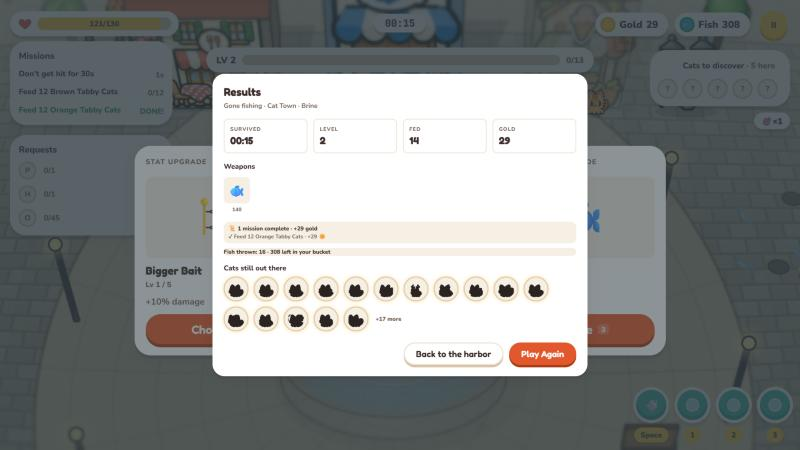 121/130
00:15
Gold 29
Fish 308
Missions
Don't get hit for 30s 1s
Feed 12 Brown Tabby Cats 0/12
Feed 12 Orange Tabby Cats DONE!
LV 2 0/13
Cats to discover · 5 here
? ? ? ? ?
×1
Requests
P 0/1
H 0/1
O 0/45
STAT UPGRADE
Bigger Bait
Lv 1 / 5
+10% damage
Cho
DE
e 3
Results
Gone fishing · Cat Town · Brine
SURVIVED
00:15
LEVEL
2
FED
14
GOLD
29
Weapons
140
1 mission complete · +29 gold
✓ Feed 12 Orange Tabby Cats · +29
Fish thrown: 16 · 308 left in your bucket
Cats still out there
+17 more
Back to the harbor
Play Again
Space 1 2 3